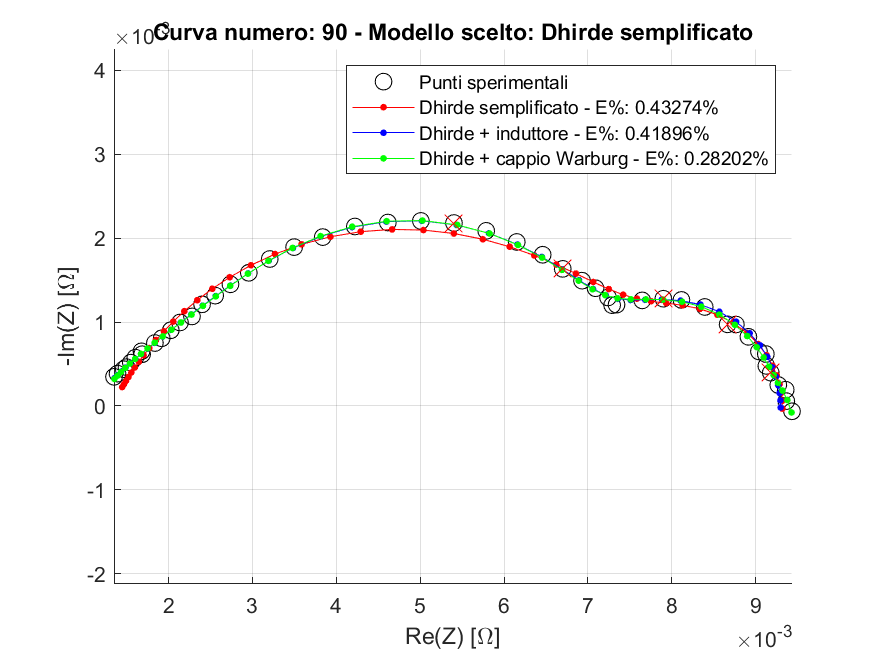 Curva numero: 90 - Modello scelto: Dhirde semplificato
×10⁻³
Punti sperimentali
Dhirde semplificato - E%: 0.43274%
Dhirde + induttore - E%: 0.41896%
Dhirde + cappio Warburg - E%: 0.28202%
4
3
2
1
0
-1
-2
-Im(Z) [Ω]
2 3 4 5 6 7 8 9
Re(Z) [Ω]
×10⁻³